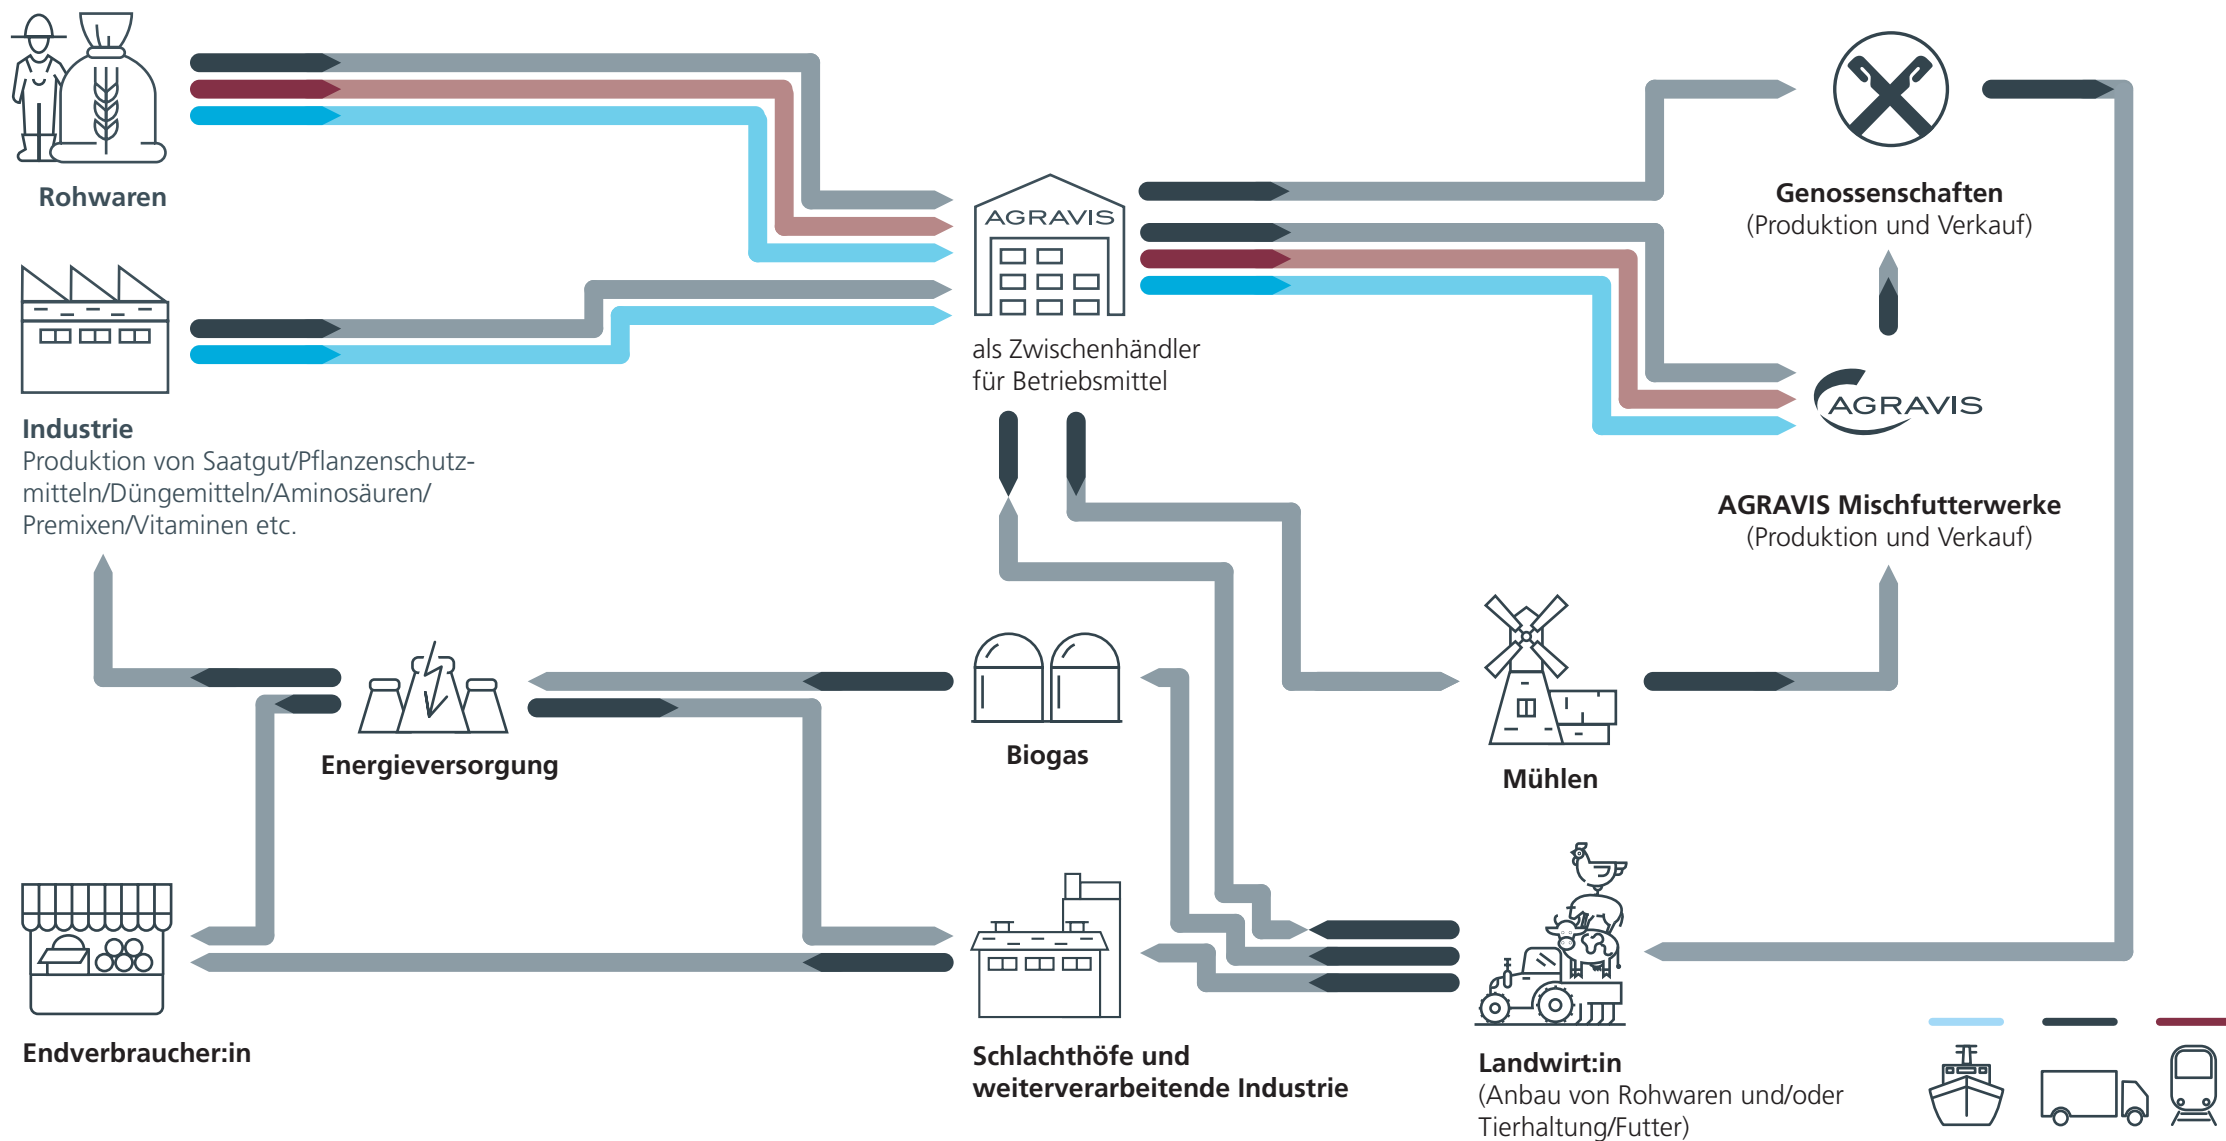 Rohwaren
AGRAVIS
als Zwischenhändler
für Betriebsmittel
Genossenschaften
(Produktion und Verkauf)
Industrie
Produktion von Saatgut/Pflanzenschutz-
mitteln/Düngemitteln/Aminosäuren/
Premixen/Vitaminen etc.
AGRAVIS
AGRAVIS Mischfutterwerke
(Produktion und Verkauf)
Energieversorgung
Biogas
Mühlen
Endverbraucher:in
Schlachthöfe und
weiterverarbeitende Industrie
Landwirt:in
(Anbau von Rohwaren und/oder
Tierhaltung/Futter)